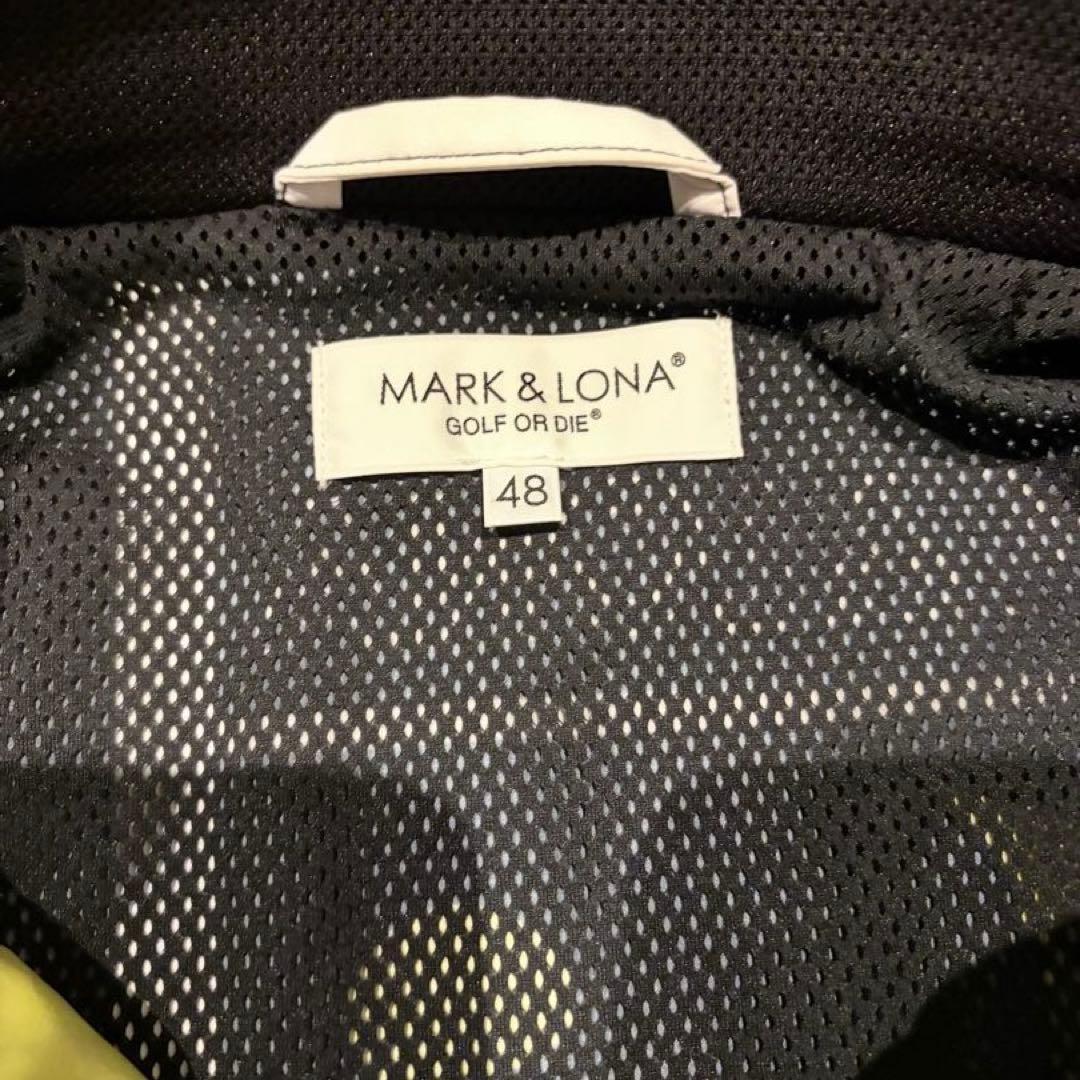 MARK & LONA®
GOLF OR DIE®
48